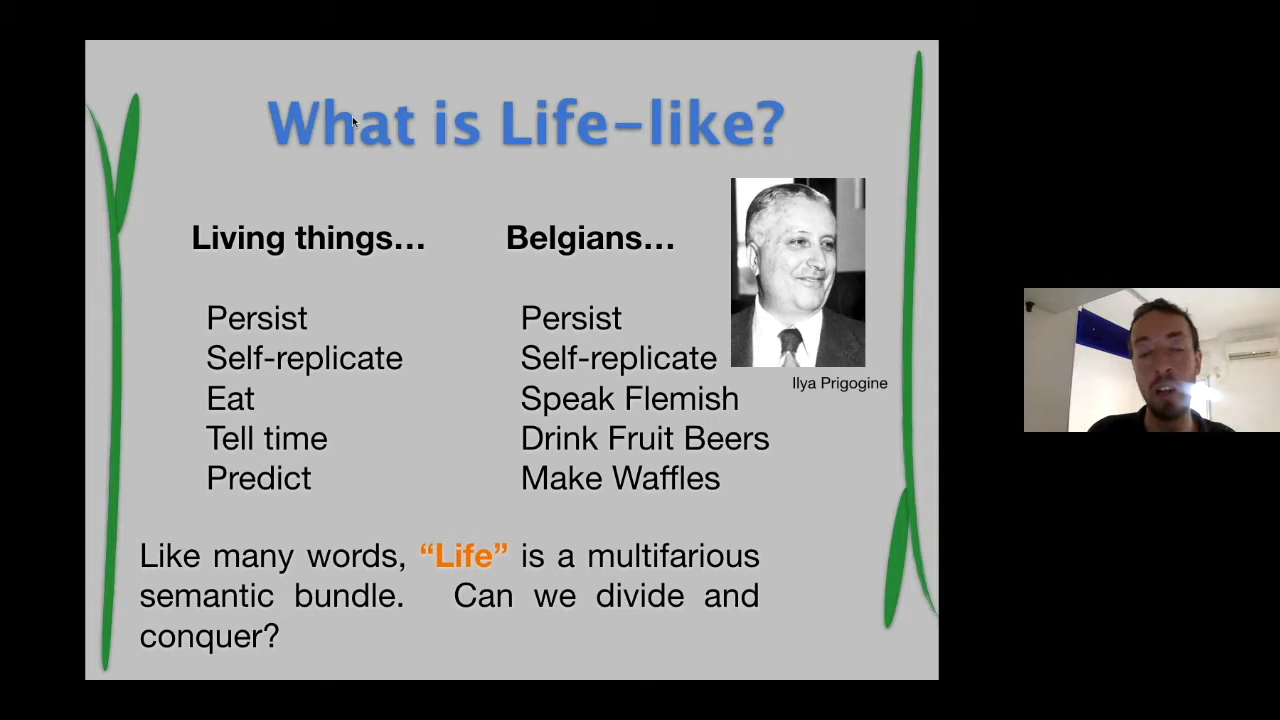 What is Life-like?
Living things...
Belgians...
Persist
Self-replicate
Eat
Tell time
Predict
Persist
Self-replicate
Speak Flemish
Drink Fruit Beers
Make Waffles
Ilya Prigogine
Like many words, “Life” is a multifarious
semantic bundle. Can we divide and
conquer?